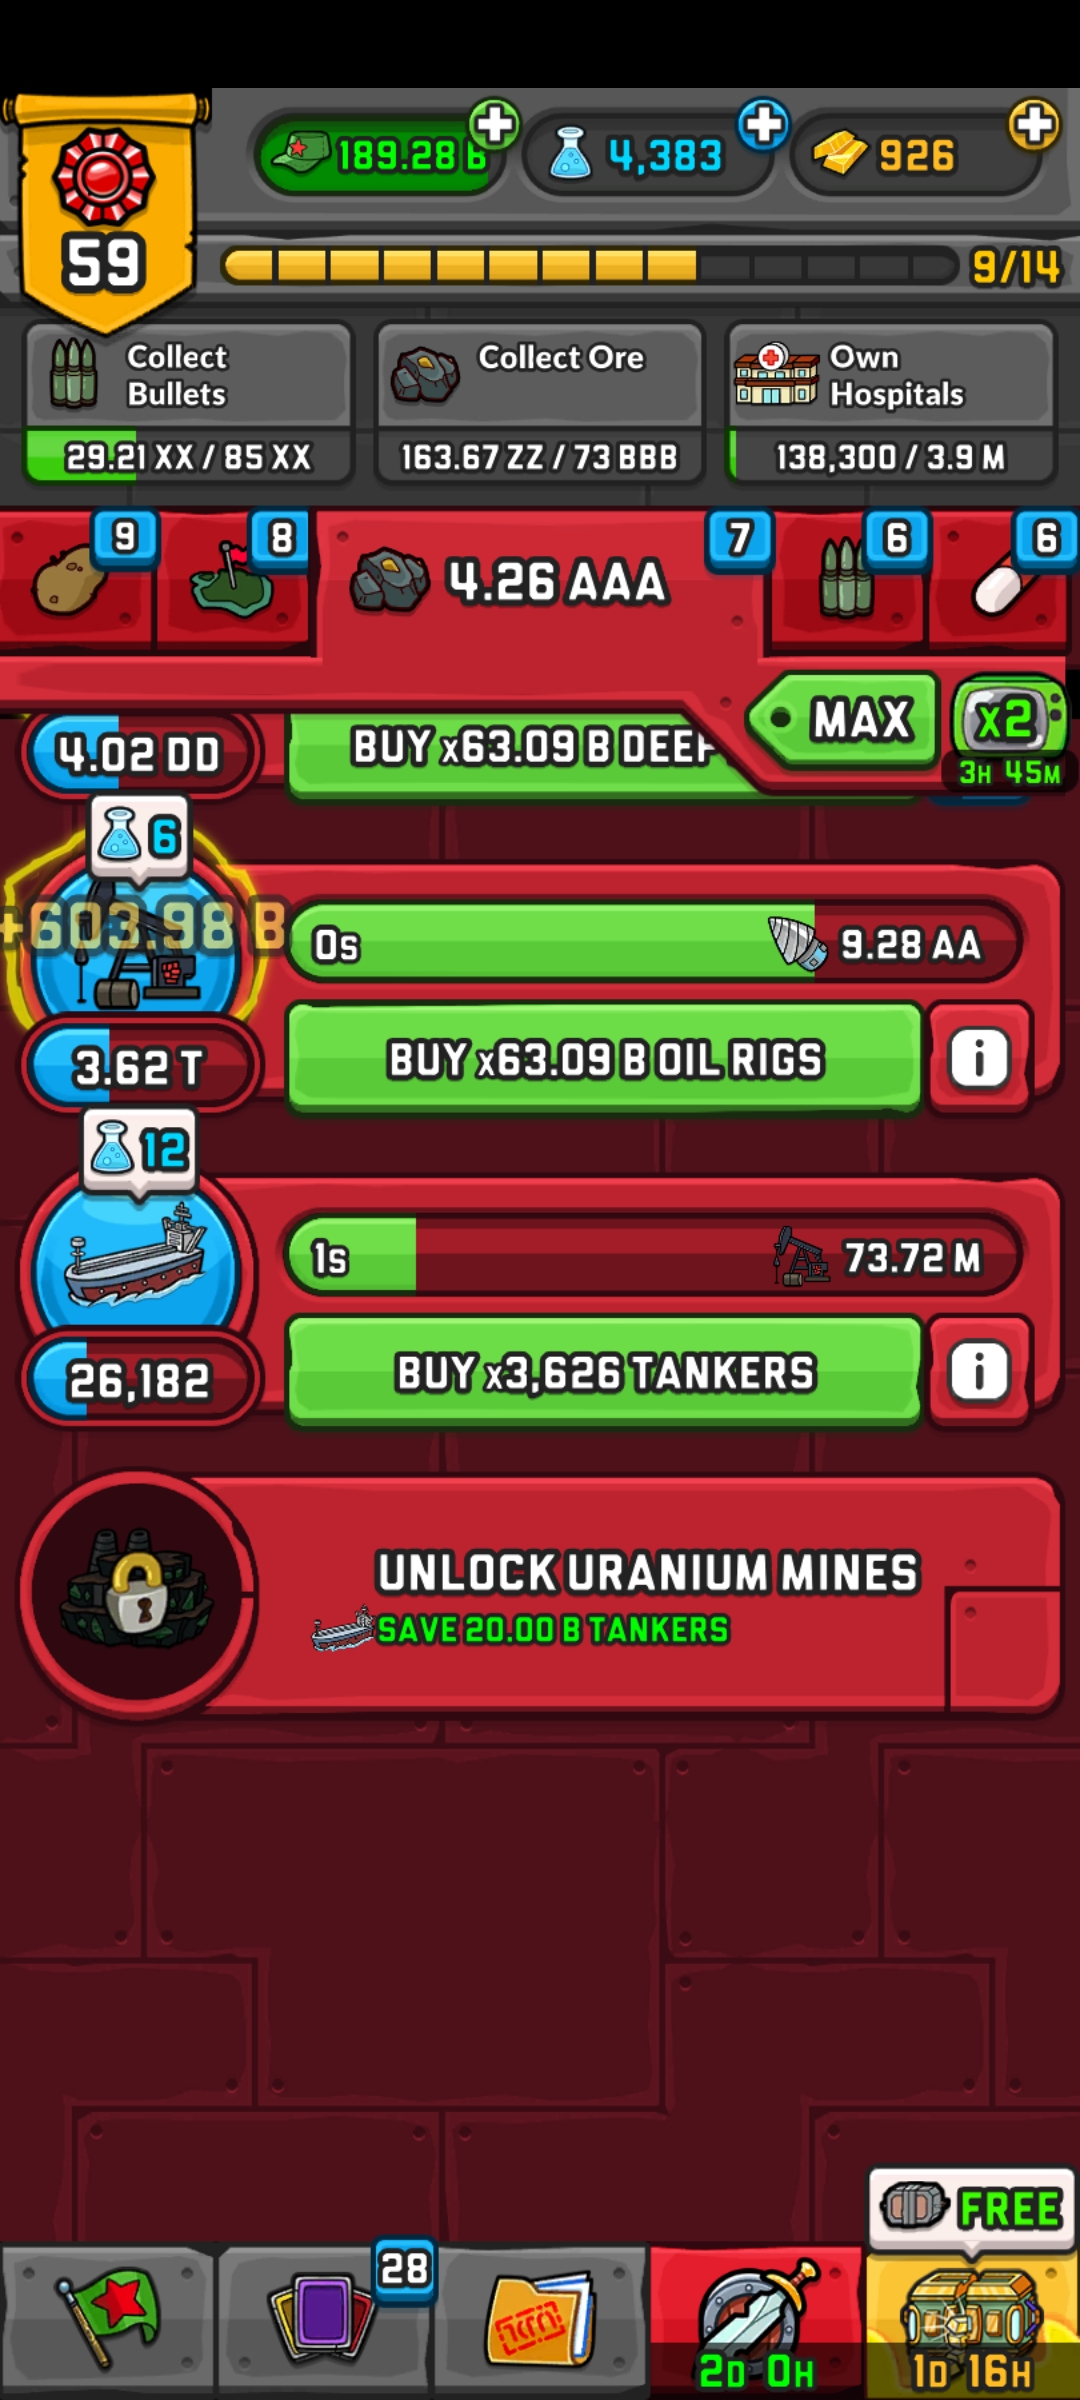 189.28 B
4,383
926
59
9/14
Collect
Bullets
29.21 XX / 85 XX
Collect Ore
163.67 ZZ / 73 BBB
Own
Hospitals
138,300 / 3.9 M
9
8
4.26 AAA
7
6
6
MAX
x2
3H 45M
4.02 DD
BUY x63.09 B DEEP
6
+603.98 B
0s
9.28 AA
3.62 T
BUY x63.09 B OIL RIGS
i
12
1s
73.72 M
26,182
BUY x3,626 TANKERS
i
UNLOCK URANIUM MINES
SAVE 20.00 B TANKERS
FREE
28
2D 0H
1D 16H